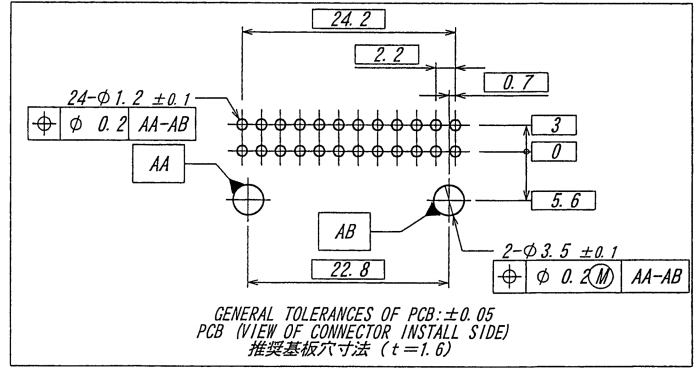 24.2
2.2
0.7
24-Φ1.2 ±0.1
⌖ Φ 0.2 AA-AB
3
0
AA
5.6
AB
2-Φ3.5 ±0.1
22.8
⌖ Φ 0.2Ⓜ AA-AB
GENERAL TOLERANCES OF PCB:±0.05
PCB (VIEW OF CONNECTOR INSTALL SIDE)
推奨基板穴寸法 (t=1.6)